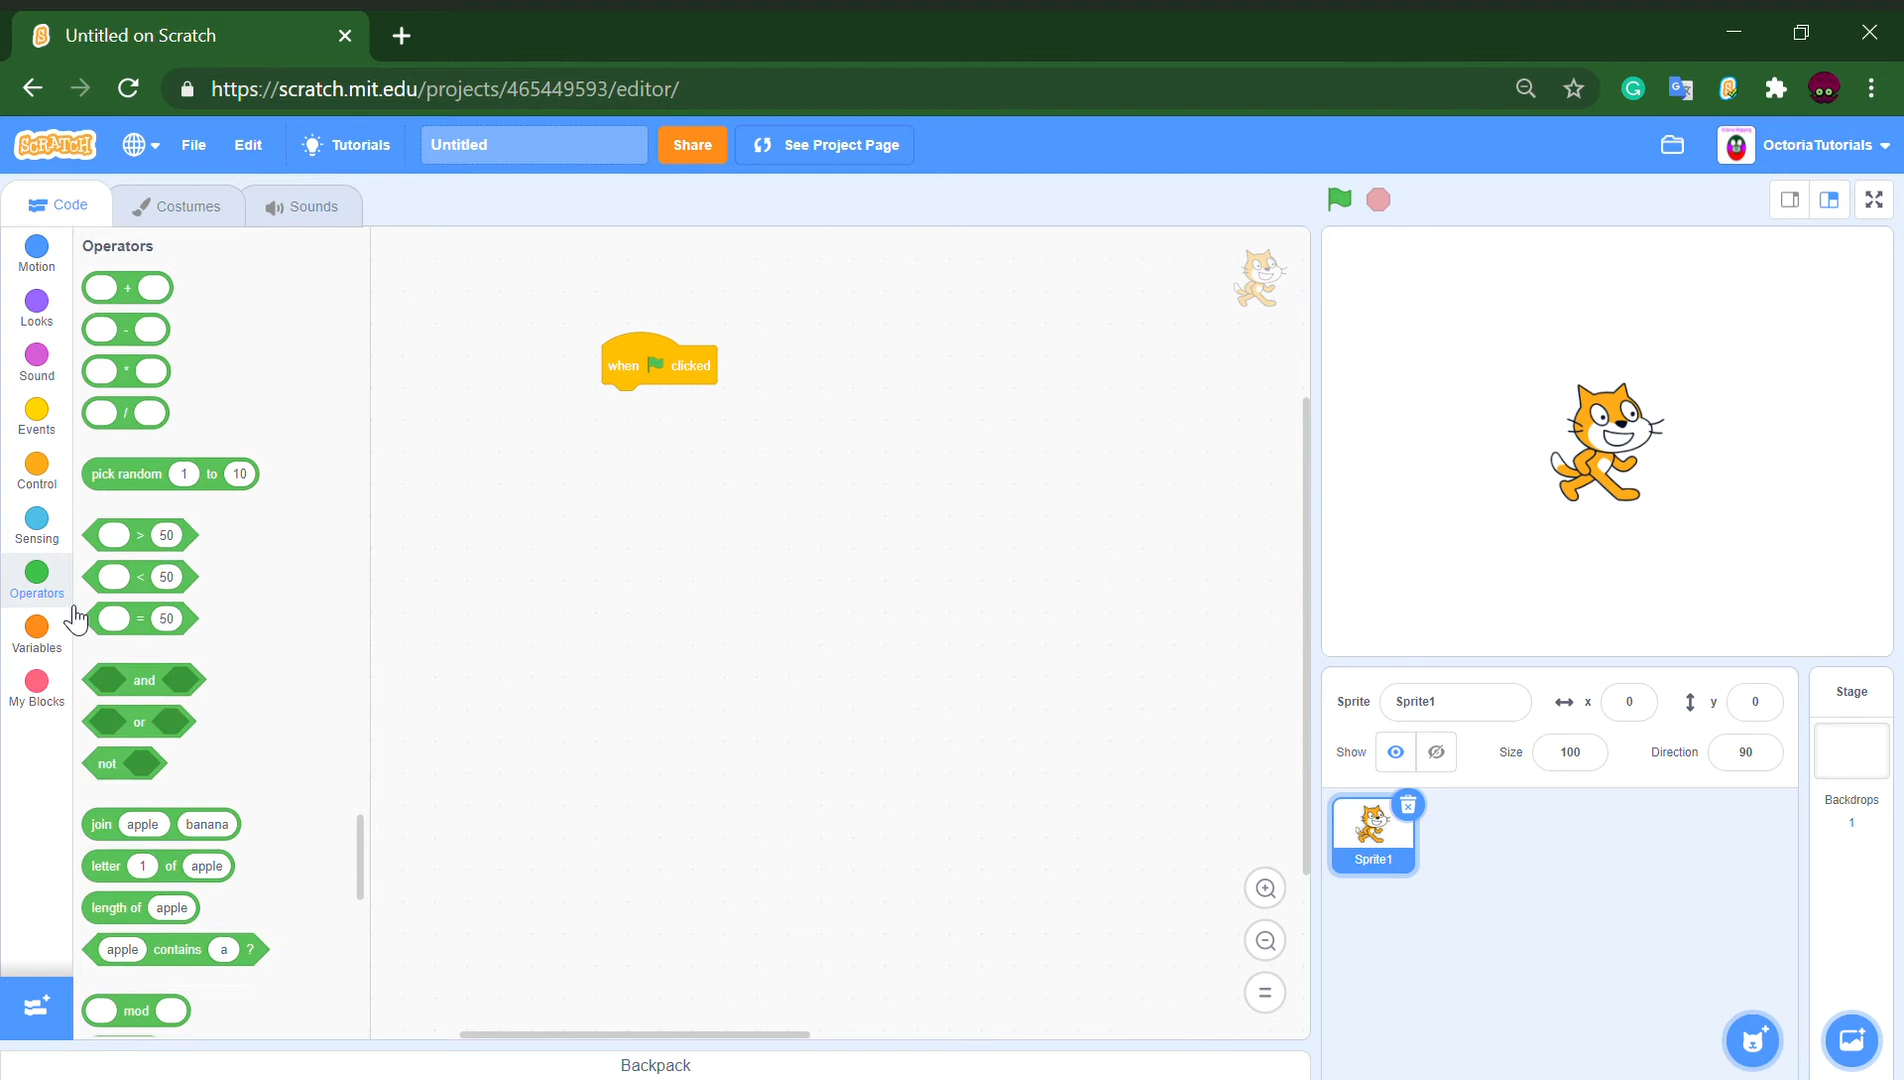 Untitled on Scratch
https://scratch.mit.edu/projects/465449593/editor/
SCRATCH File Edit Tutorials Untitled Share See Project Page OctoriaTutorials
Code Costumes Sounds
Motion
Looks
Sound
Events
Control
Sensing
Operators
Variables
My Blocks
Operators
+
-
*
/
pick random 1 to 10
> 50
< 50
= 50
and
or
not
join apple banana
letter 1 of apple
length of apple
apple contains a ?
mod
when clicked
Backpack
Sprite Sprite1 x 0 y 0
Show Size 100 Direction 90
Sprite1
Stage
Backdrops
1